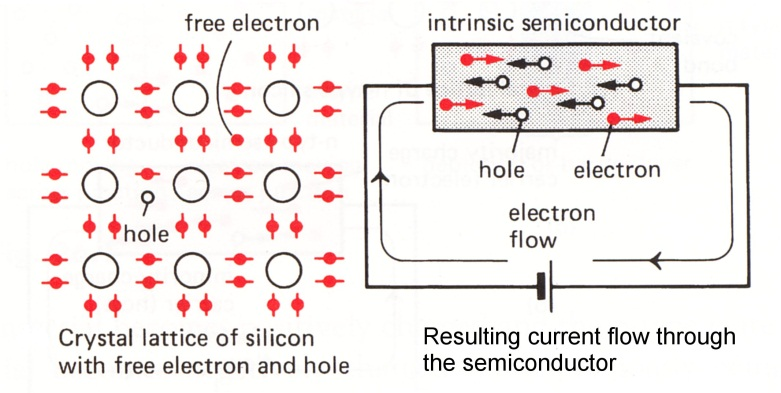 free electron
hole
Crystal lattice of silicon
with free electron and hole
intrinsic semiconductor
hole
electron
electron
flow
Resulting current flow through
the semiconductor